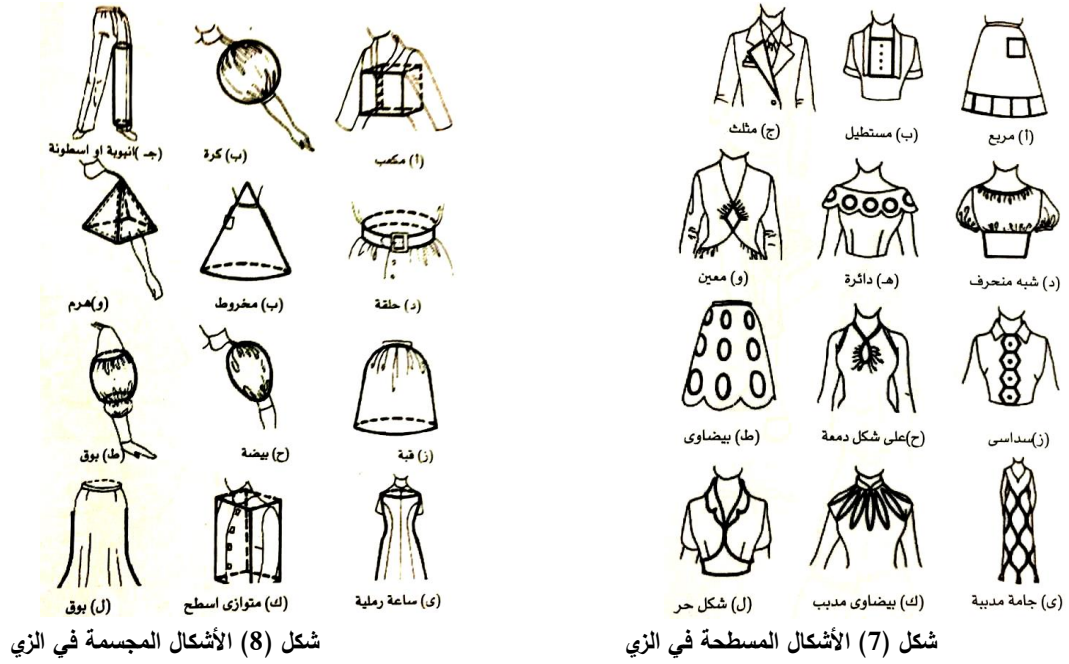 (أ) مربع
(ب) مستطيل
(ج) مثلث
(د) شبه منحرف
(هـ) دائرة
(و) معين
(ز)سداسى
(ح)على شكل دمعة
(ط) بيضاوى
(ى) جامة مدببة
(ك) بيضاوى مدبب
(ل) شكل حر
شكل (7) الأشكال المسطحة في الزي
(أ) مكعب
(ب) كرة
(جـ )انبوبة او اسطونة
(د) حلقة
(ب) مخروط
(و)هرم
(ز) قبة
(ح) بيضة
(ط) بوق
(ى) ساعة رملية
(ك) متوازى اسطح
(ل) بوق
شكل (8) الأشكال المجسمة في الزي